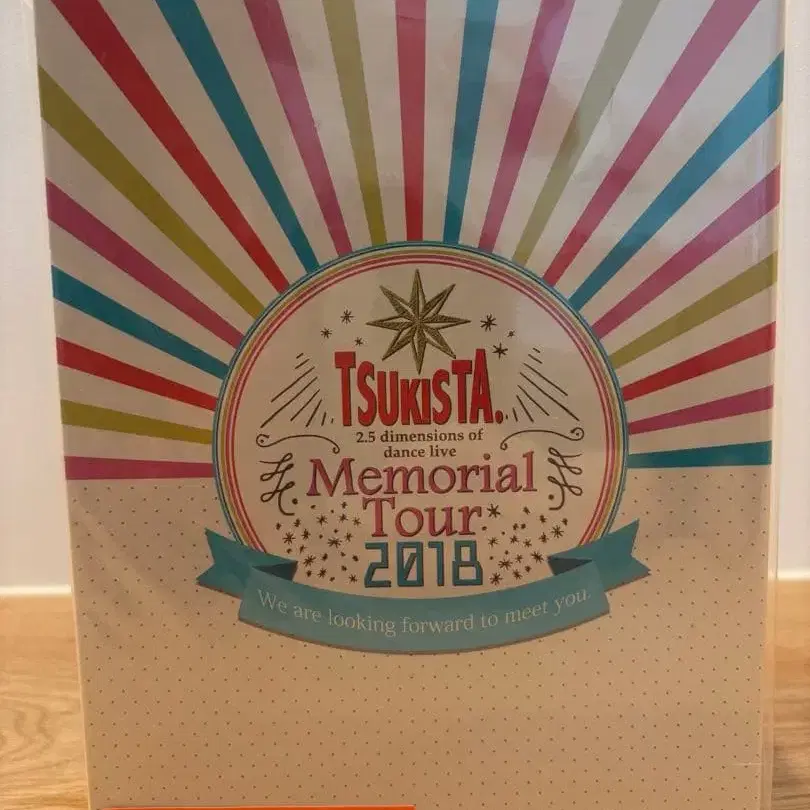 TSUKISTA.
2.5 dimensions of
dance live
Memorial
Tour
2018
We are looking forward to meet you.